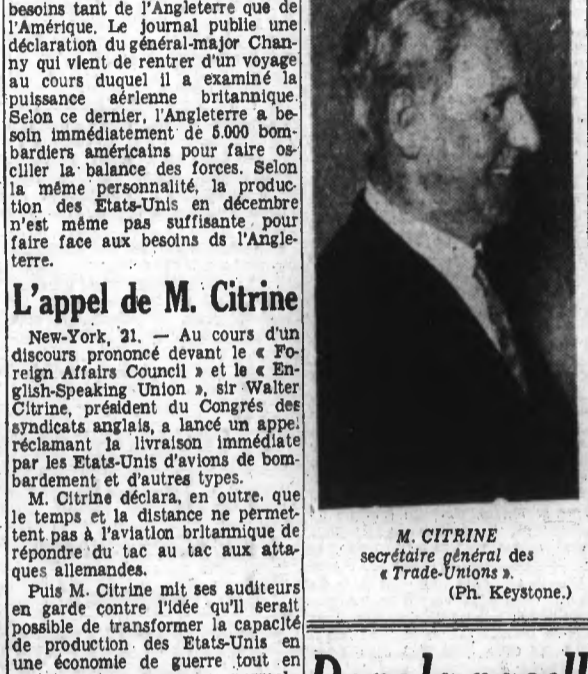 besoins tant de l'Angleterre que de
l'Amérique. Le journal publie une
déclaration du général-major Chan-
ny qui vient de rentrer d'un voyage
au cours duquel il a examiné la
puissance aérienne britannique.
Selon ce dernier, l'Angleterre a be-
soin immédiatement de 5.000 bom-
bardiers américains pour faire os-
ciller la balance des forces. Selon
la même personnalité, la produc-
tion des Etats-Unis en décembre
n'est même pas suffisante pour
faire face aux besoins ds l'Angle-
terre.
L'appel de M. Citrine
New-York, 21. — Au cours d'un
discours prononcé devant le « Fo-
reign Affairs Council » et le « En-
glish-Speaking Union », sir Walter
Citrine, président du Congrés des
syndicats anglais, a lancé un appel
réclamant la livraison immédiate
par les Etats-Unis d'avions de bom-
bardement et d'autres types.
M. Citrine déclara, en outre, que
le temps et la distance ne permet-
tent pas à l'aviation britannique de
répondre du tac au tac aux atta-
ques allemandes.
Puis M. Citrine mit ses auditeurs
en garde contre l'idée qu'il serait
possible de transformer la capacité
de production des Etats-Unis en
une économie de guerre tout en
M. CITRINE
secrétaire général des
« Trade-Unions ».
(Ph. Keystone.)